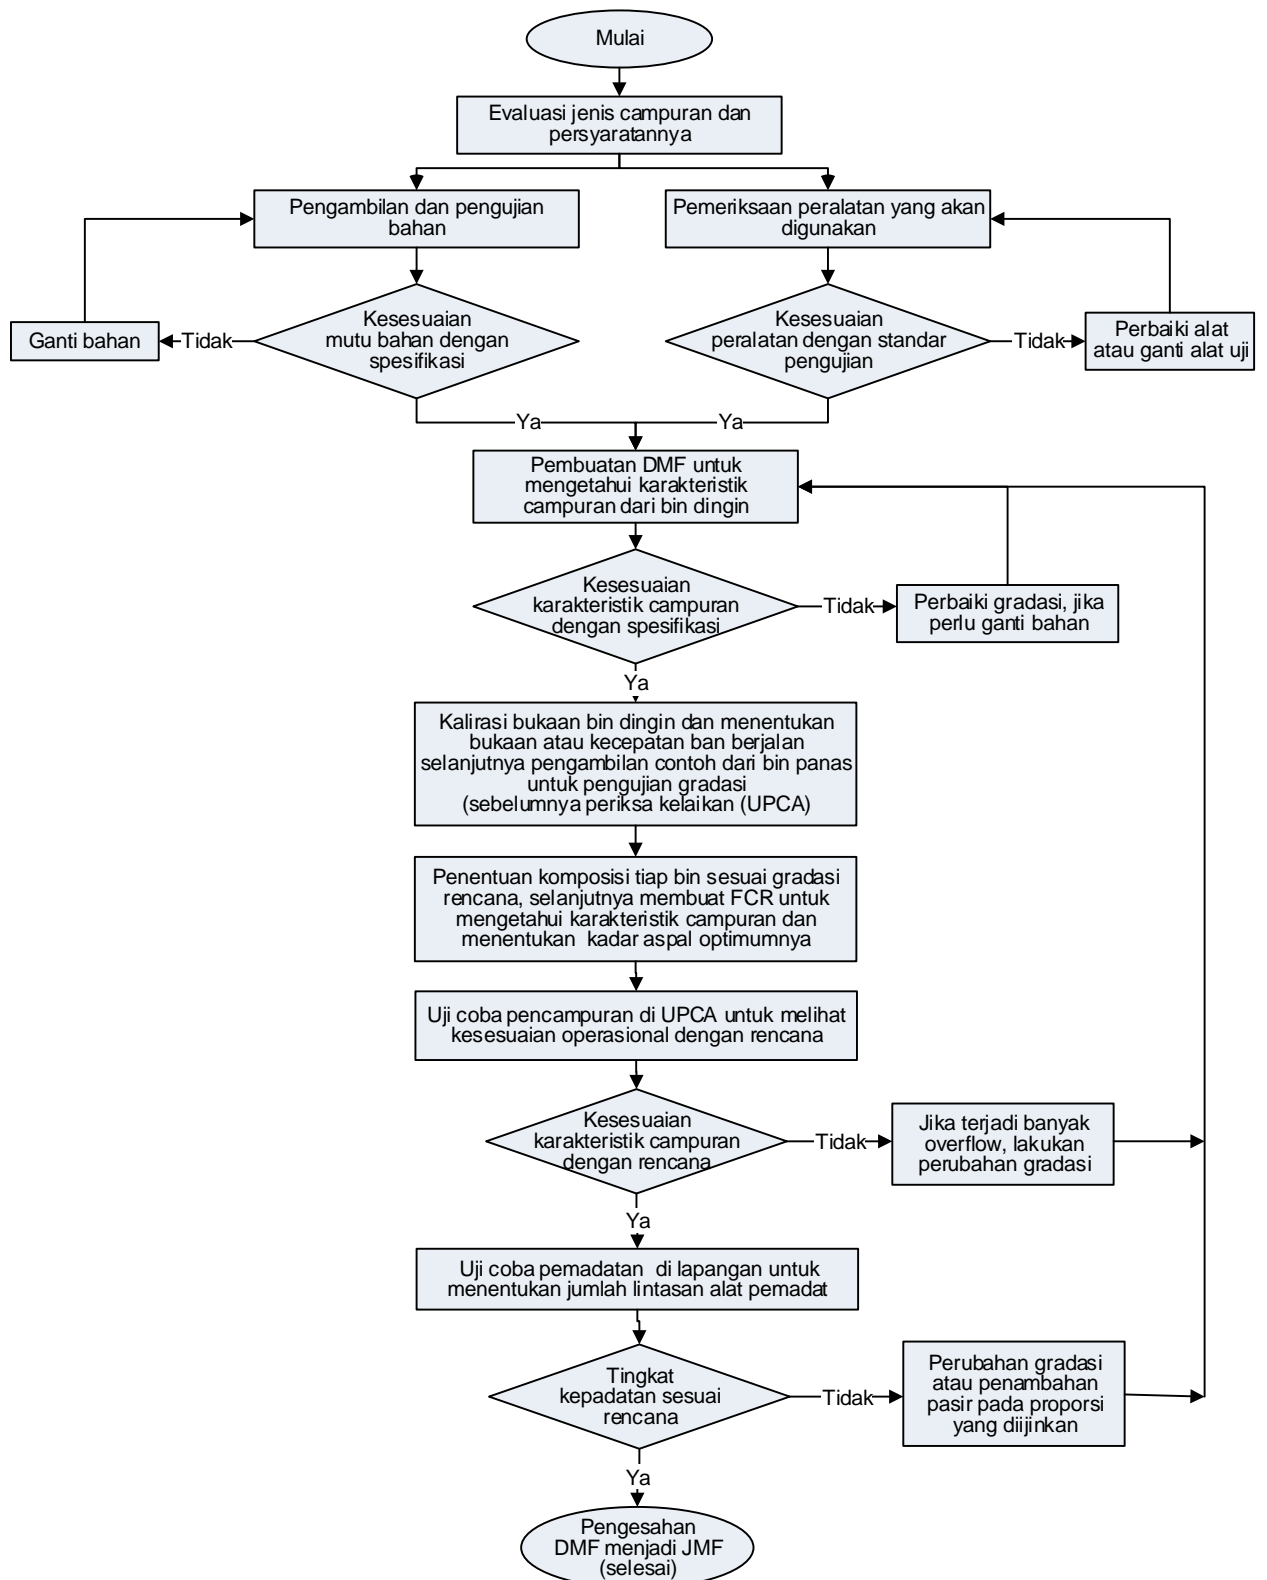 Mulai
Evaluasi jenis campuran dan
persyaratannya
Pengambilan dan pengujian
bahan
Pemeriksaan peralatan yang akan
digunakan
Ganti bahan
Tidak
Kesesuaian
mutu bahan dengan
spesifikasi
Kesesuaian
peralatan dengan standar
pengujian
Tidak
Perbaiki alat
atau ganti alat uji
Ya
Ya
Pembuatan DMF untuk
mengetahui karakteristik
campuran dari bin dingin
Kesesuaian
karakteristik campuran
dengan spesifikasi
Tidak
Perbaiki gradasi, jika
perlu ganti bahan
Ya
Kalirasi bukaan bin dingin dan menentukan
bukaan atau kecepatan ban berjalan
selanjutnya pengambilan contoh dari bin panas
untuk pengujian gradasi
(sebelumnya periksa kelaikan (UPCA)
Penentuan komposisi tiap bin sesuai gradasi
rencana, selanjutnya membuat FCR untuk
mengetahui karakteristik campuran dan
menentukan kadar aspal optimumnya
Uji coba pencampuran di UPCA untuk melihat
kesesuaian operasional dengan rencana
Kesesuaian
karakteristik campuran
dengan rencana
Tidak
Jika terjadi banyak
overflow, lakukan
perubahan gradasi
Ya
Uji coba pemadatan di lapangan untuk
menentukan jumlah lintasan alat pemadat
Tingkat
kepadatan sesuai
rencana
Tidak
Perubahan gradasi
atau penambahan
pasir pada proporsi
yang diijinkan
Ya
Pengesahan
DMF menjadi JMF
(selesai)